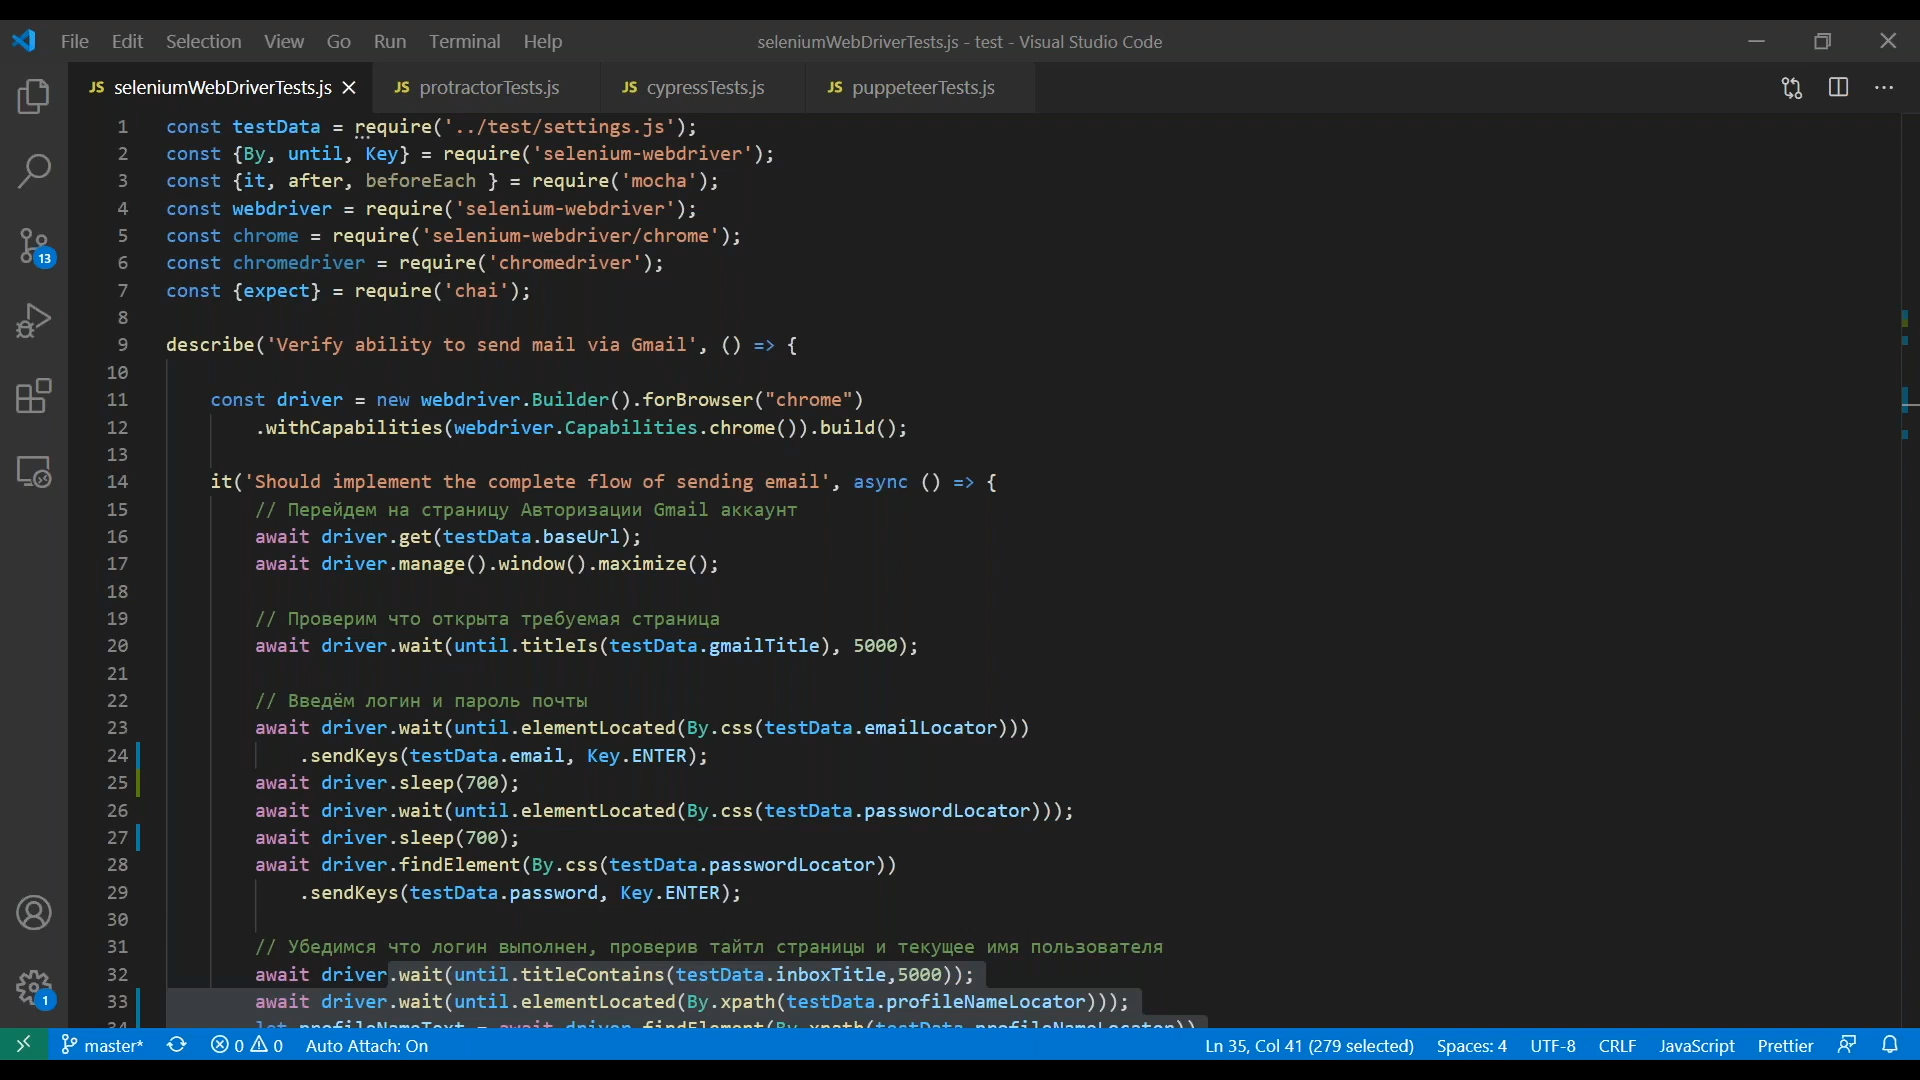 File Edit Selection View Go Run Terminal Help
seleniumWebDriverTests.js - test - Visual Studio Code
JS seleniumWebDriverTests.js
JS protractorTests.js
JS cypressTests.js
JS puppeteerTests.js
1 const testData = require('../test/settings.js');
2 const {By, until, Key} = require('selenium-webdriver');
3 const {it, after, beforeEach } = require('mocha');
4 const webdriver = require('selenium-webdriver');
5 const chrome = require('selenium-webdriver/chrome');
6 const chromedriver = require('chromedriver');
7 const {expect} = require('chai');
8
9 describe('Verify ability to send mail via Gmail', () => {
10
11 const driver = new webdriver.Builder().forBrowser("chrome")
12 .withCapabilities(webdriver.Capabilities.chrome()).build();
13
14 it('Should implement the complete flow of sending email', async () => {
15 // Перейдем на страницу Авторизации Gmail аккаунт
16 await driver.get(testData.baseUrl);
17 await driver.manage().window().maximize();
18
19 // Проверим что открыта требуемая страница
20 await driver.wait(until.titleIs(testData.gmailTitle), 5000);
21
22 // Введём логин и пароль почты
23 await driver.wait(until.elementLocated(By.css(testData.emailLocator)))
24 .sendKeys(testData.email, Key.ENTER);
25 await driver.sleep(700);
26 await driver.wait(until.elementLocated(By.css(testData.passwordLocator)));
27 await driver.sleep(700);
28 await driver.findElement(By.css(testData.passwordLocator))
29 .sendKeys(testData.password, Key.ENTER);
30
31 // Убедимся что логин выполнен, проверив тайтл страницы и текущее имя пользователя
32 await driver.wait(until.titleContains(testData.inboxTitle,5000));
33 await driver.wait(until.elementLocated(By.xpath(testData.profileNameLocator)));
34 let profileNameText = await driver.findElement(By.xpath(testData.profileNameLocator))
13
1
master* 0 0 Auto Attach: On
Ln 35, Col 41 (279 selected) Spaces: 4 UTF-8 CRLF JavaScript Prettier